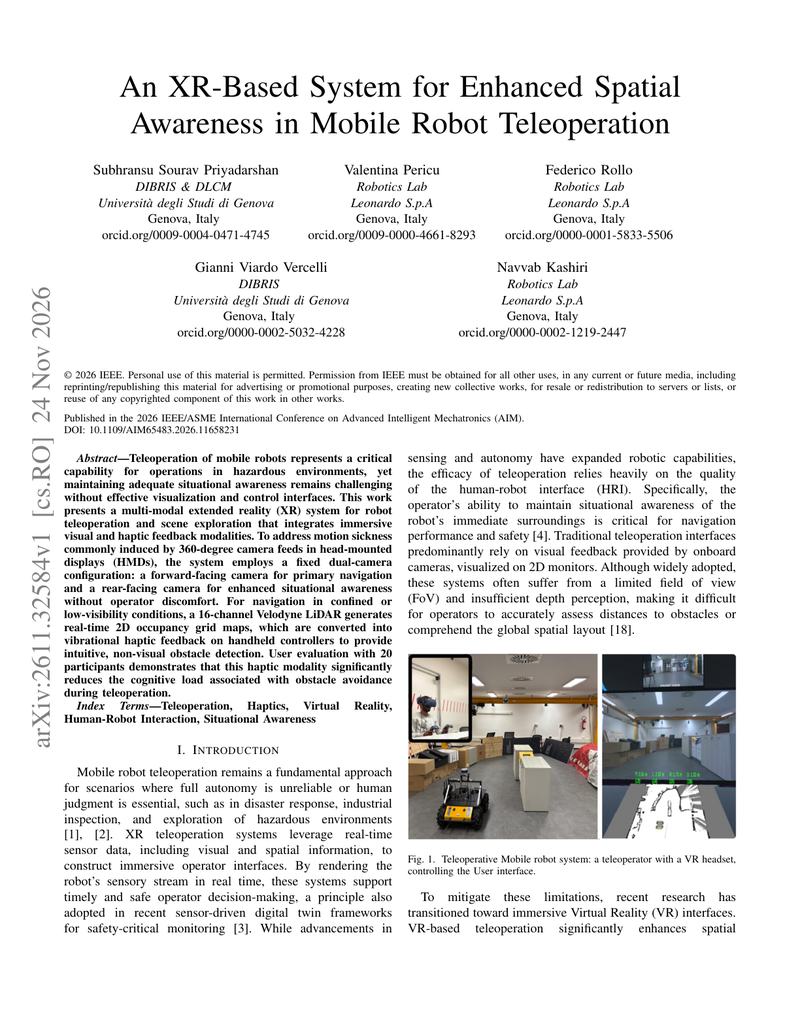 An XR-Based System for Enhanced Spatial
Awareness in Mobile Robot Teleoperation
Subhransu Sourav Priyadarshan
DIBRIS & DLCM
Università degli Studi di Genova
Genova, Italy
orcid.org/0009-0004-0471-4745
Valentina Pericu
Robotics Lab
Leonardo S.p.A
Genova, Italy
orcid.org/0009-0000-4661-8293
Federico Rollo
Robotics Lab
Leonardo S.p.A
Genova, Italy
orcid.org/0000-0001-5833-5506
Gianni Viardo Vercelli
DIBRIS
Università degli Studi di Genova
Genova, Italy
orcid.org/0000-0002-5032-4228
Navvab Kashiri
Robotics Lab
Leonardo S.p.A
Genova, Italy
orcid.org/0000-0002-1219-2447
arXiv:2611.32584v1 [cs.RO] 24 Nov 2026
© 2026 IEEE. Personal use of this material is permitted. Permission from IEEE must be obtained for all other uses, in any current or future media, including
reprinting/republishing this material for advertising or promotional purposes, creating new collective works, for resale or redistribution to servers or lists, or
reuse of any copyrighted component of this work in other works.
Published in the 2026 IEEE/ASME International Conference on Advanced Intelligent Mechatronics (AIM).
DOI: 10.1109/AIM65483.2026.11658231
Abstract—Teleoperation of mobile robots represents a critical
capability for operations in hazardous environments, yet
maintaining adequate situational awareness remains challenging
without effective visualization and control interfaces. This work
presents a multi-modal extended reality (XR) system for robot
teleoperation and scene exploration that integrates immersive
visual and haptic feedback modalities. To address motion sickness
commonly induced by 360-degree camera feeds in head-mounted
displays (HMDs), the system employs a fixed dual-camera
configuration: a forward-facing camera for primary navigation
and a rear-facing camera for enhanced situational awareness
without operator discomfort. For navigation in confined or
low-visibility conditions, a 16-channel Velodyne LiDAR generates
real-time 2D occupancy grid maps, which are converted into
vibrational haptic feedback on handheld controllers to provide
intuitive, non-visual obstacle detection. User evaluation with 20
participants demonstrates that this haptic modality significantly
reduces the cognitive load associated with obstacle avoidance
during teleoperation.
Index Terms—Teleoperation, Haptics, Virtual Reality,
Human-Robot Interaction, Situational Awareness
I. INTRODUCTION
Mobile robot teleoperation remains a fundamental approach
for scenarios where full autonomy is unreliable or human
judgment is essential, such as in disaster response, industrial
inspection, and exploration of hazardous environments
[1], [2]. XR teleoperation systems leverage real-time
sensor data, including visual and spatial information, to
construct immersive operator interfaces. By rendering the
robot's sensory stream in real time, these systems support
timely and safe operator decision-making, a principle also
adopted in recent sensor-driven digital twin frameworks
for safety-critical monitoring [3]. While advancements in
sensing and autonomy have expanded robotic capabilities,
the efficacy of teleoperation relies heavily on the quality
of the human-robot interface (HRI). Specifically, the
operator's ability to maintain situational awareness of the
robot's immediate surroundings is critical for navigation
performance and safety [4]. Traditional teleoperation interfaces
predominantly rely on visual feedback provided by onboard
cameras, visualized on 2D monitors. Although widely adopted,
these systems often suffer from a limited field of view
(FoV) and insufficient depth perception, making it difficult
for operators to accurately assess distances to obstacles or
comprehend the global spatial layout [18].
Fig. 1. Teleoperative Mobile robot system: a teleoperator with a VR headset,
controlling the User interface.
To mitigate these limitations, recent research has
transitioned toward immersive Virtual Reality (VR) interfaces.
VR-based teleoperation significantly enhances spatial